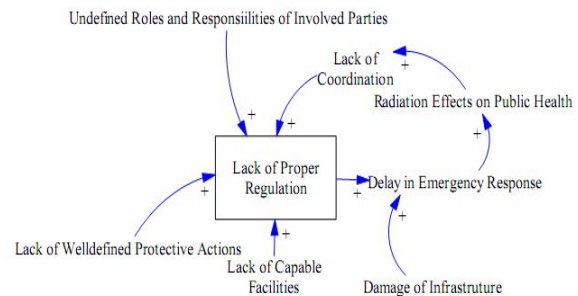 Undefined Roles and Responsiilities of Involved Parties
Lack of
Coordination
+
Radiation Effects on Public Health
+
+
+
Lack of Proper
Regulation
+
+
Delay in Emergency Response
+
+
+
Lack of Welldefined Protective Actions
Lack of Capable
Facilities
Damage of Infrastruture